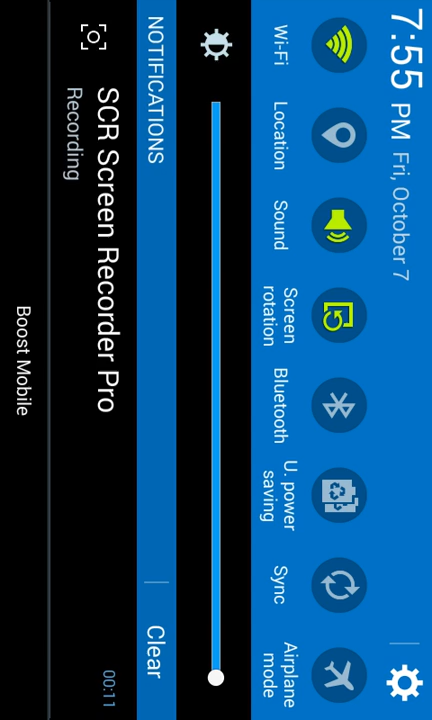 7:55 PM Fri, October 7
Wi-Fi
Location
Sound
Screen
rotation
Bluetooth
U. power
saving
Sync
Airplane
mode
NOTIFICATIONS
Clear
SCR Screen Recorder Pro
Recording
00:11
Boost Mobile